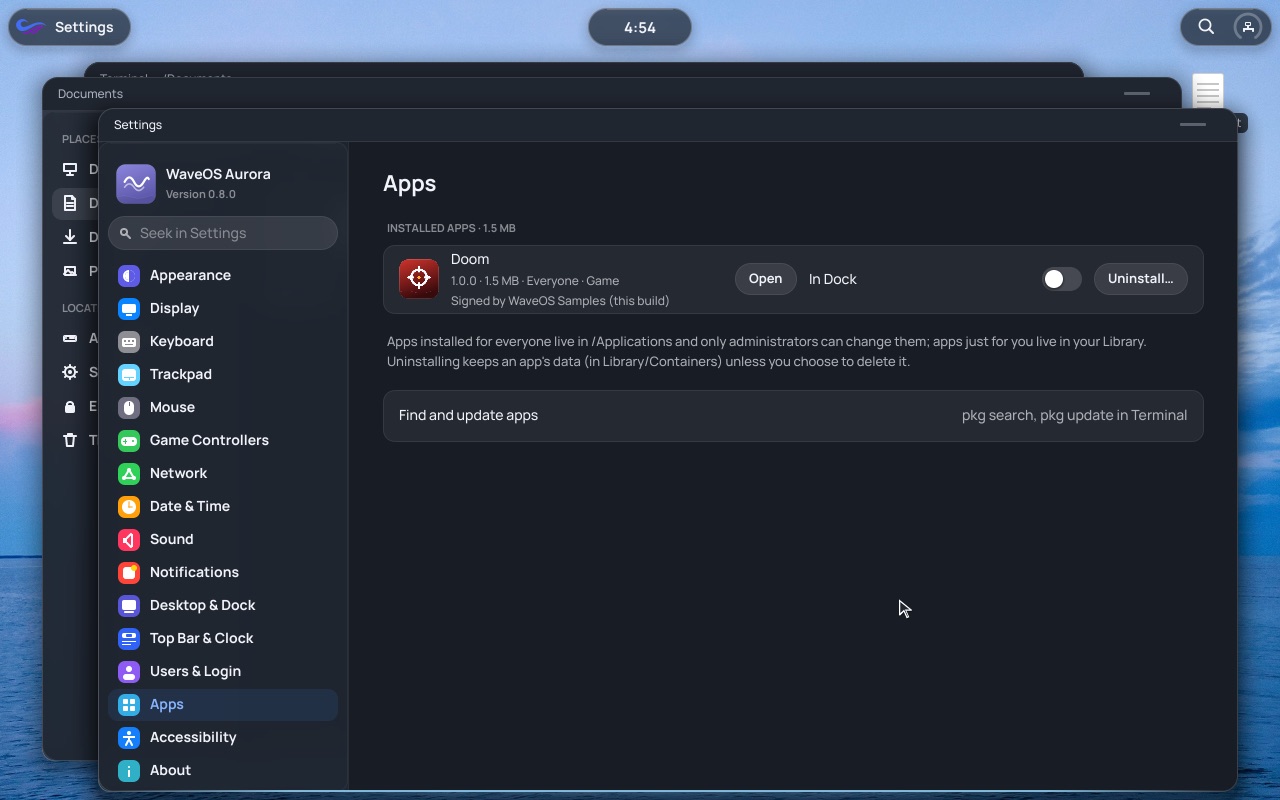 Settings
4:54
Terminal
/Documents
Documents
Settings
PLACE
D
D
D
P
LOCAT
A
S
E
T
t
WaveOS Aurora
Version 0.8.0
Seek in Settings
Appearance
Display
Keyboard
Trackpad
Mouse
Game Controllers
Network
Date & Time
Sound
Notifications
Desktop & Dock
Top Bar & Clock
Users & Login
Apps
Accessibility
About
Apps
INSTALLED APPS · 1.5 MB
Doom
1.0.0 · 1.5 MB · Everyone · Game
Signed by WaveOS Samples (this build)
Open
In Dock
Uninstall...
Apps installed for everyone live in /Applications and only administrators can change them; apps just for you live in your Library.
Uninstalling keeps an app's data (in Library/Containers) unless you choose to delete it.
Find and update apps
pkg search, pkg update in Terminal